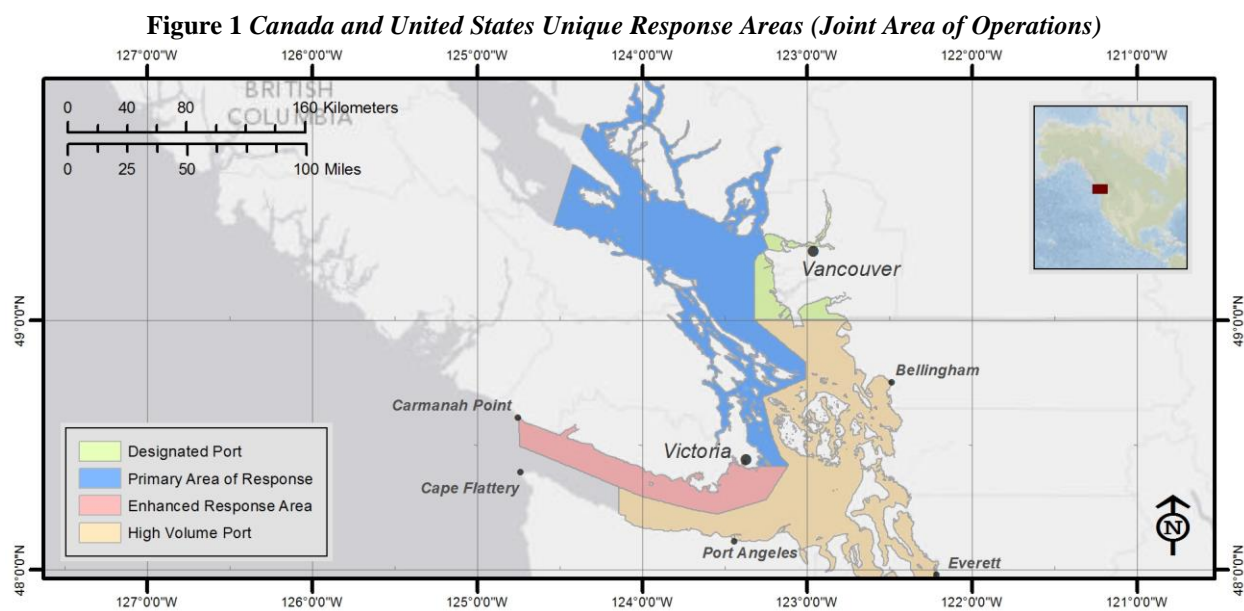 Figure 1 Canada and United States Unique Response Areas (Joint Area of Operations)
127°0'0"W 126°0'0"W 125°0'0"W 124°0'0"W 123°0'0"W 122°0'0"W 121°0'0"W
BRITISH
COLUMBIA
0 40 80 160 Kilometers
0 25 50 100 Miles
Vancouver
49°0'0"N 49°0'0"N
Bellingham
Carmanah Point
Victoria
Cape Flattery
Port Angeles
Everett
Designated Port
Primary Area of Response
Enhanced Response Area
High Volume Port
N
48°0'0"N 48°0'0"N
127°0'0"W 126°0'0"W 125°0'0"W 124°0'0"W 123°0'0"W 122°0'0"W 121°0'0"W